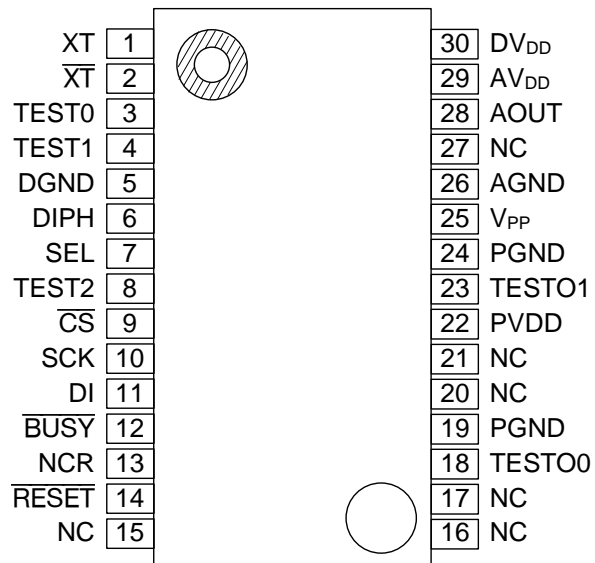 XT 1 30 DVDD
XT 2 29 AVDD
TEST0 3 28 AOUT
TEST1 4 27 NC
DGND 5 26 AGND
DIPH 6 25 VPP
SEL 7 24 PGND
TEST2 8 23 TESTO1
CS 9 22 PVDD
SCK 10 21 NC
DI 11 20 NC
BUSY 12 19 PGND
NCR 13 18 TESTO0
RESET 14 17 NC
NC 15 16 NC